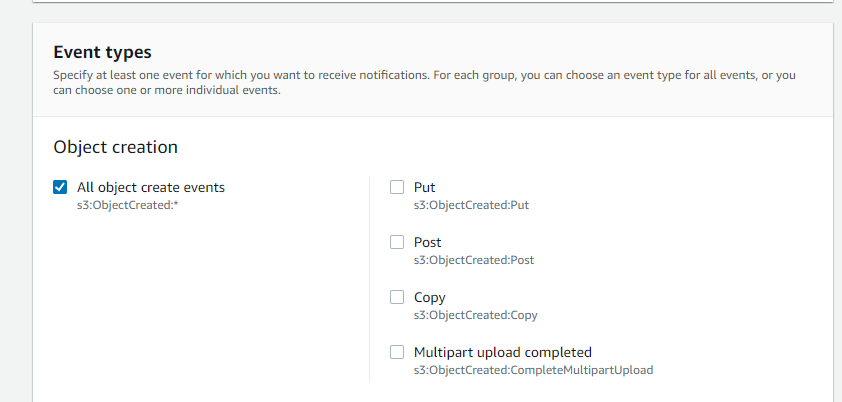 Event types
Specify at least one event for which you want to receive notifications. For each group, you can choose an event type for all events, or you
can choose one or more individual events.
Object creation
All object create events
s3:ObjectCreated:*
Put
s3:ObjectCreated:Put
Post
s3:ObjectCreated:Post
Copy
s3:ObjectCreated:Copy
Multipart upload completed
s3:ObjectCreated:CompleteMultipartUpload